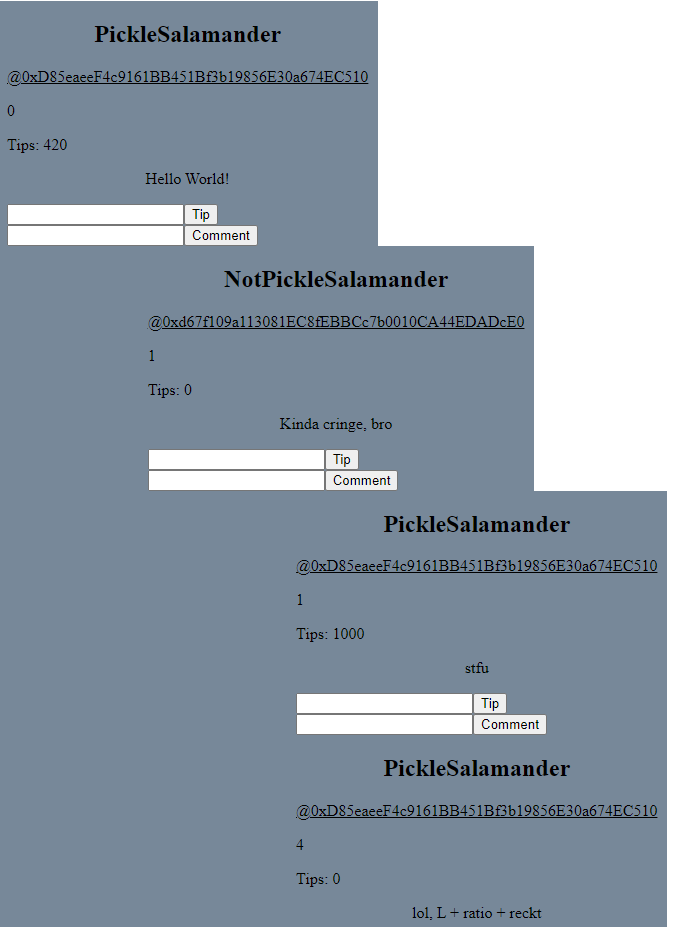 PickleSalamander
@0xD85eaeeF4c9161BB451Bf3b19856E30a674EC510
0
Tips: 420
Hello World!
Tip
Comment
NotPickleSalamander
@0xd67f109a113081EC8fEBBCc7b0010CA44EDADcE0
1
Tips: 0
Kinda cringe, bro
Tip
Comment
PickleSalamander
@0xD85eaeeF4c9161BB451Bf3b19856E30a674EC510
1
Tips: 1000
stfu
Tip
Comment
PickleSalamander
@0xD85eaeeF4c9161BB451Bf3b19856E30a674EC510
4
Tips: 0
lol, L + ratio + reckt